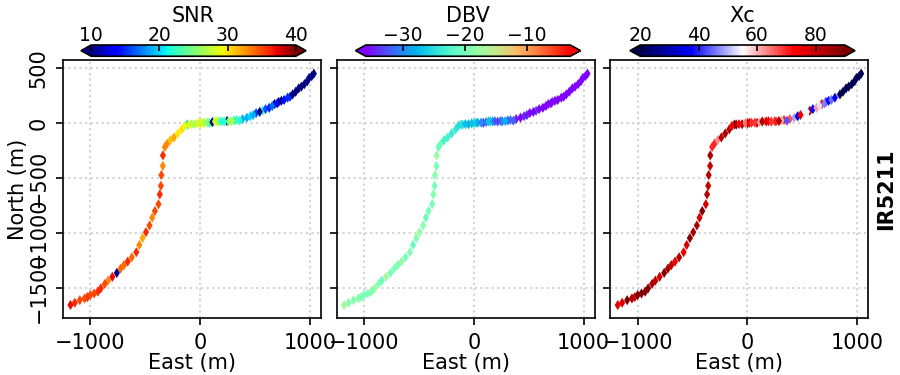 SNR DBV Xc
10 20 30 40 −30 −20 −10 20 40 60 80
500
0
−500
−1000
−1500
North (m)
IR5211
−1000 0 1000 −1000 0 1000 −1000 0 1000
East (m) East (m) East (m)